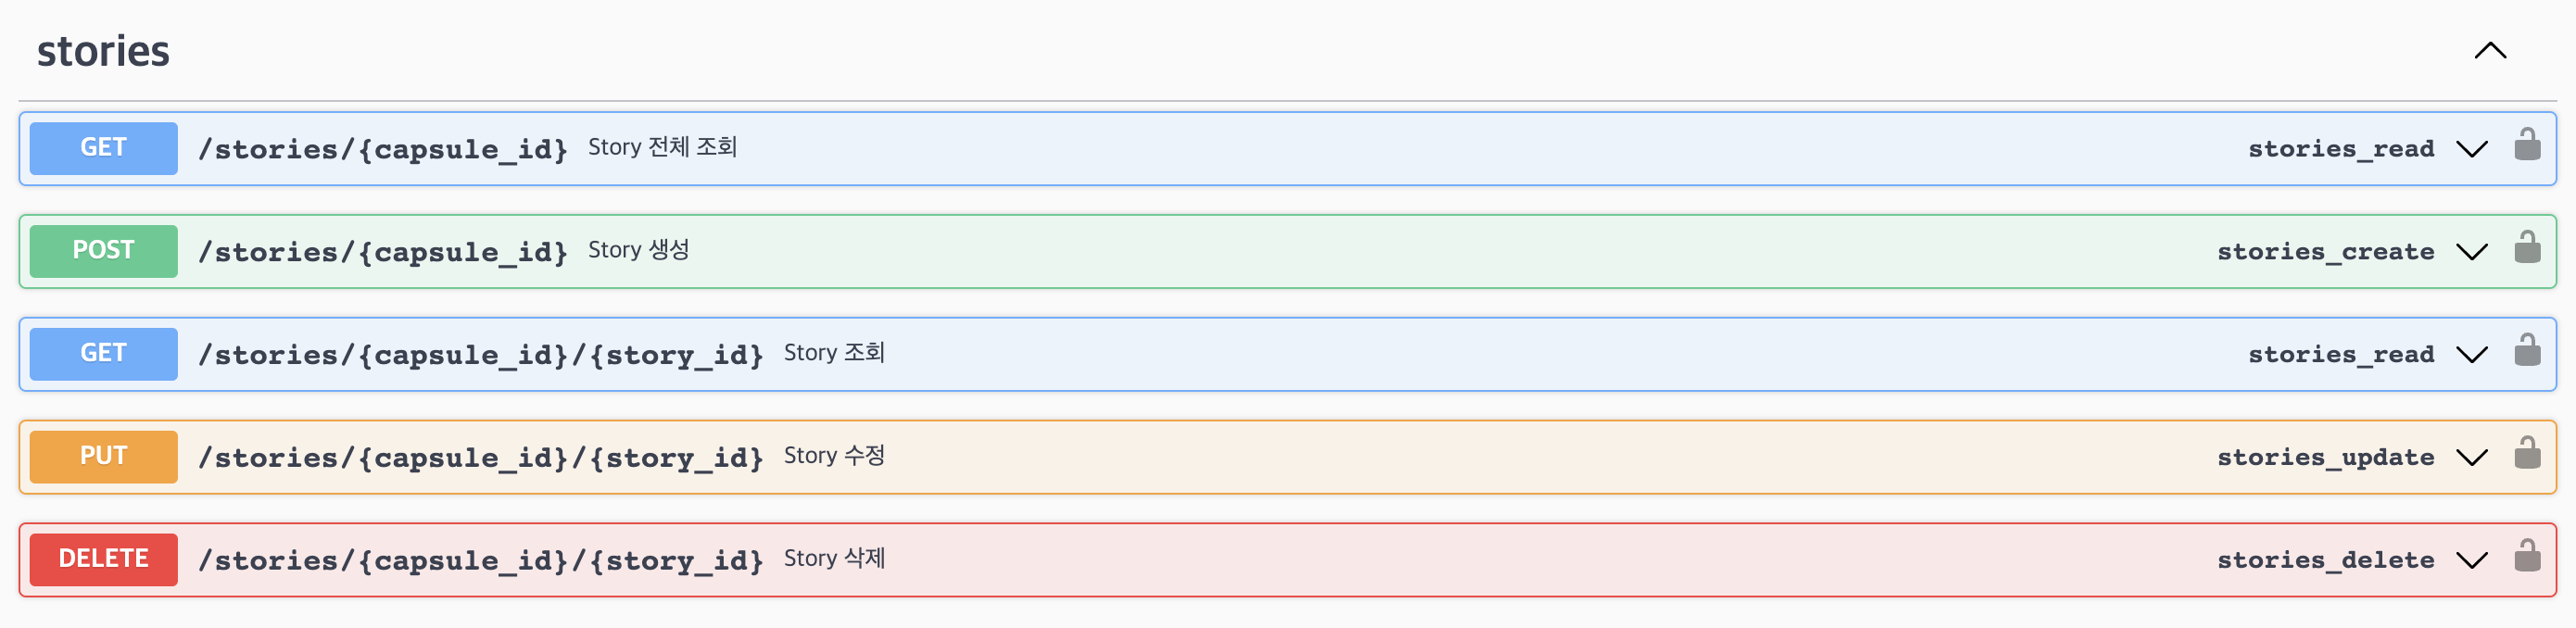 stories
GET /stories/{capsule_id} Story 전체 조회 stories_read
POST /stories/{capsule_id} Story 생성 stories_create
GET /stories/{capsule_id}/{story_id} Story 조회 stories_read
PUT /stories/{capsule_id}/{story_id} Story 수정 stories_update
DELETE /stories/{capsule_id}/{story_id} Story 삭제 stories_delete